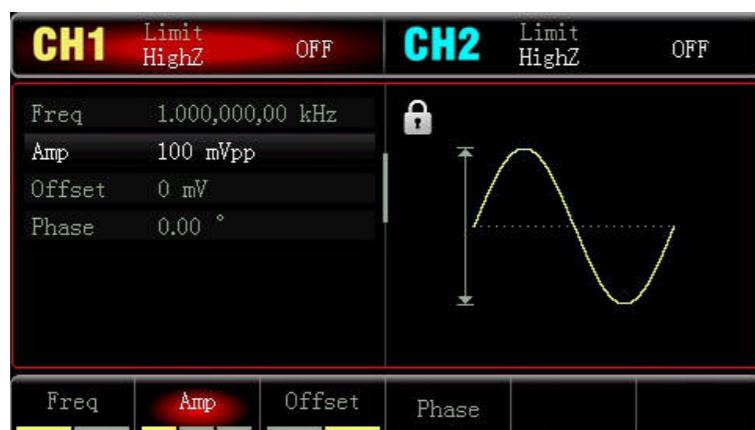 CH1 Limit HighZ OFF CH2 Limit HighZ OFF
Freq 1.000,000,00 kHz
Amp 100 mVpp
Offset 0 mV
Phase 0.00 °
Freq Amp Offset Phase